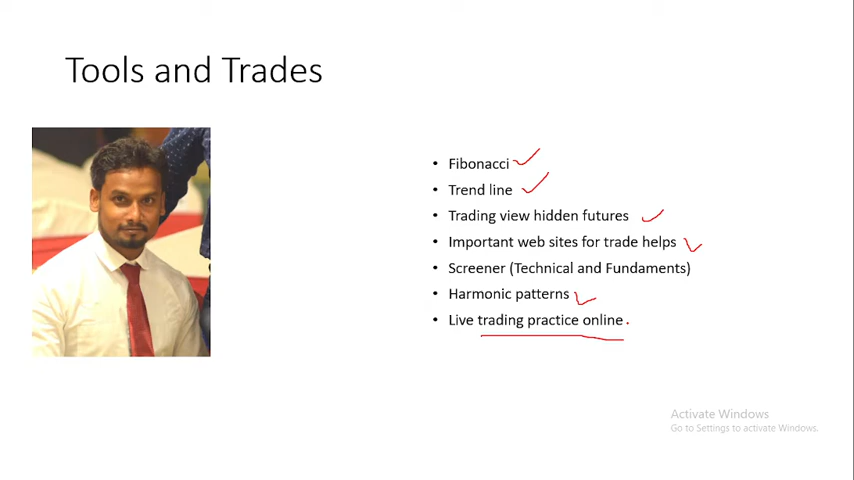 Tools and Trades
• Fibonacci
• Trend line
• Trading view hidden futures
• Important web sites for trade helps
• Screener (Technical and Fundaments)
• Harmonic patterns
• Live trading practice online
Activate Windows
Go to Settings to activate Windows.